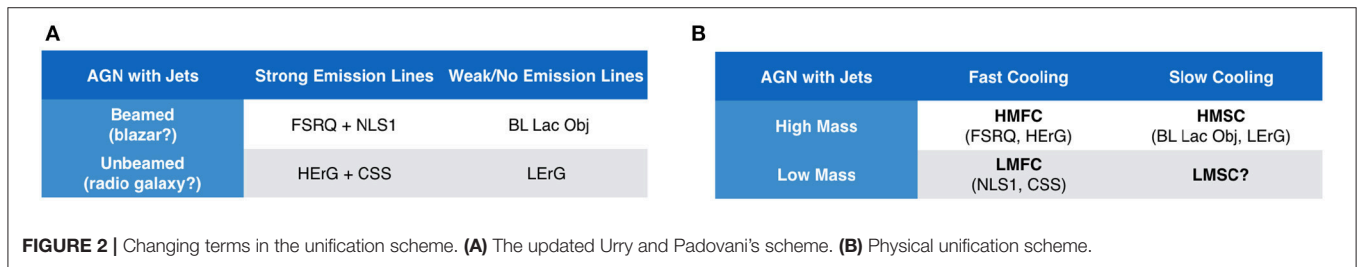 A
AGN with Jets Strong Emission Lines Weak/No Emission Lines
Beamed
(blazar?)
FSRQ + NLS1 BL Lac Obj
Unbeamed
(radio galaxy?)
HErG + CSS LErG
B
AGN with Jets Fast Cooling Slow Cooling
High Mass
HMFC
(FSRQ, HErG)
HMSC
(BL Lac Obj, LErG)
Low Mass
LMFC
(NLS1, CSS)
LMSC?
FIGURE 2 | Changing terms in the unification scheme. (A) The updated Urry and Padovani's scheme. (B) Physical unification scheme.